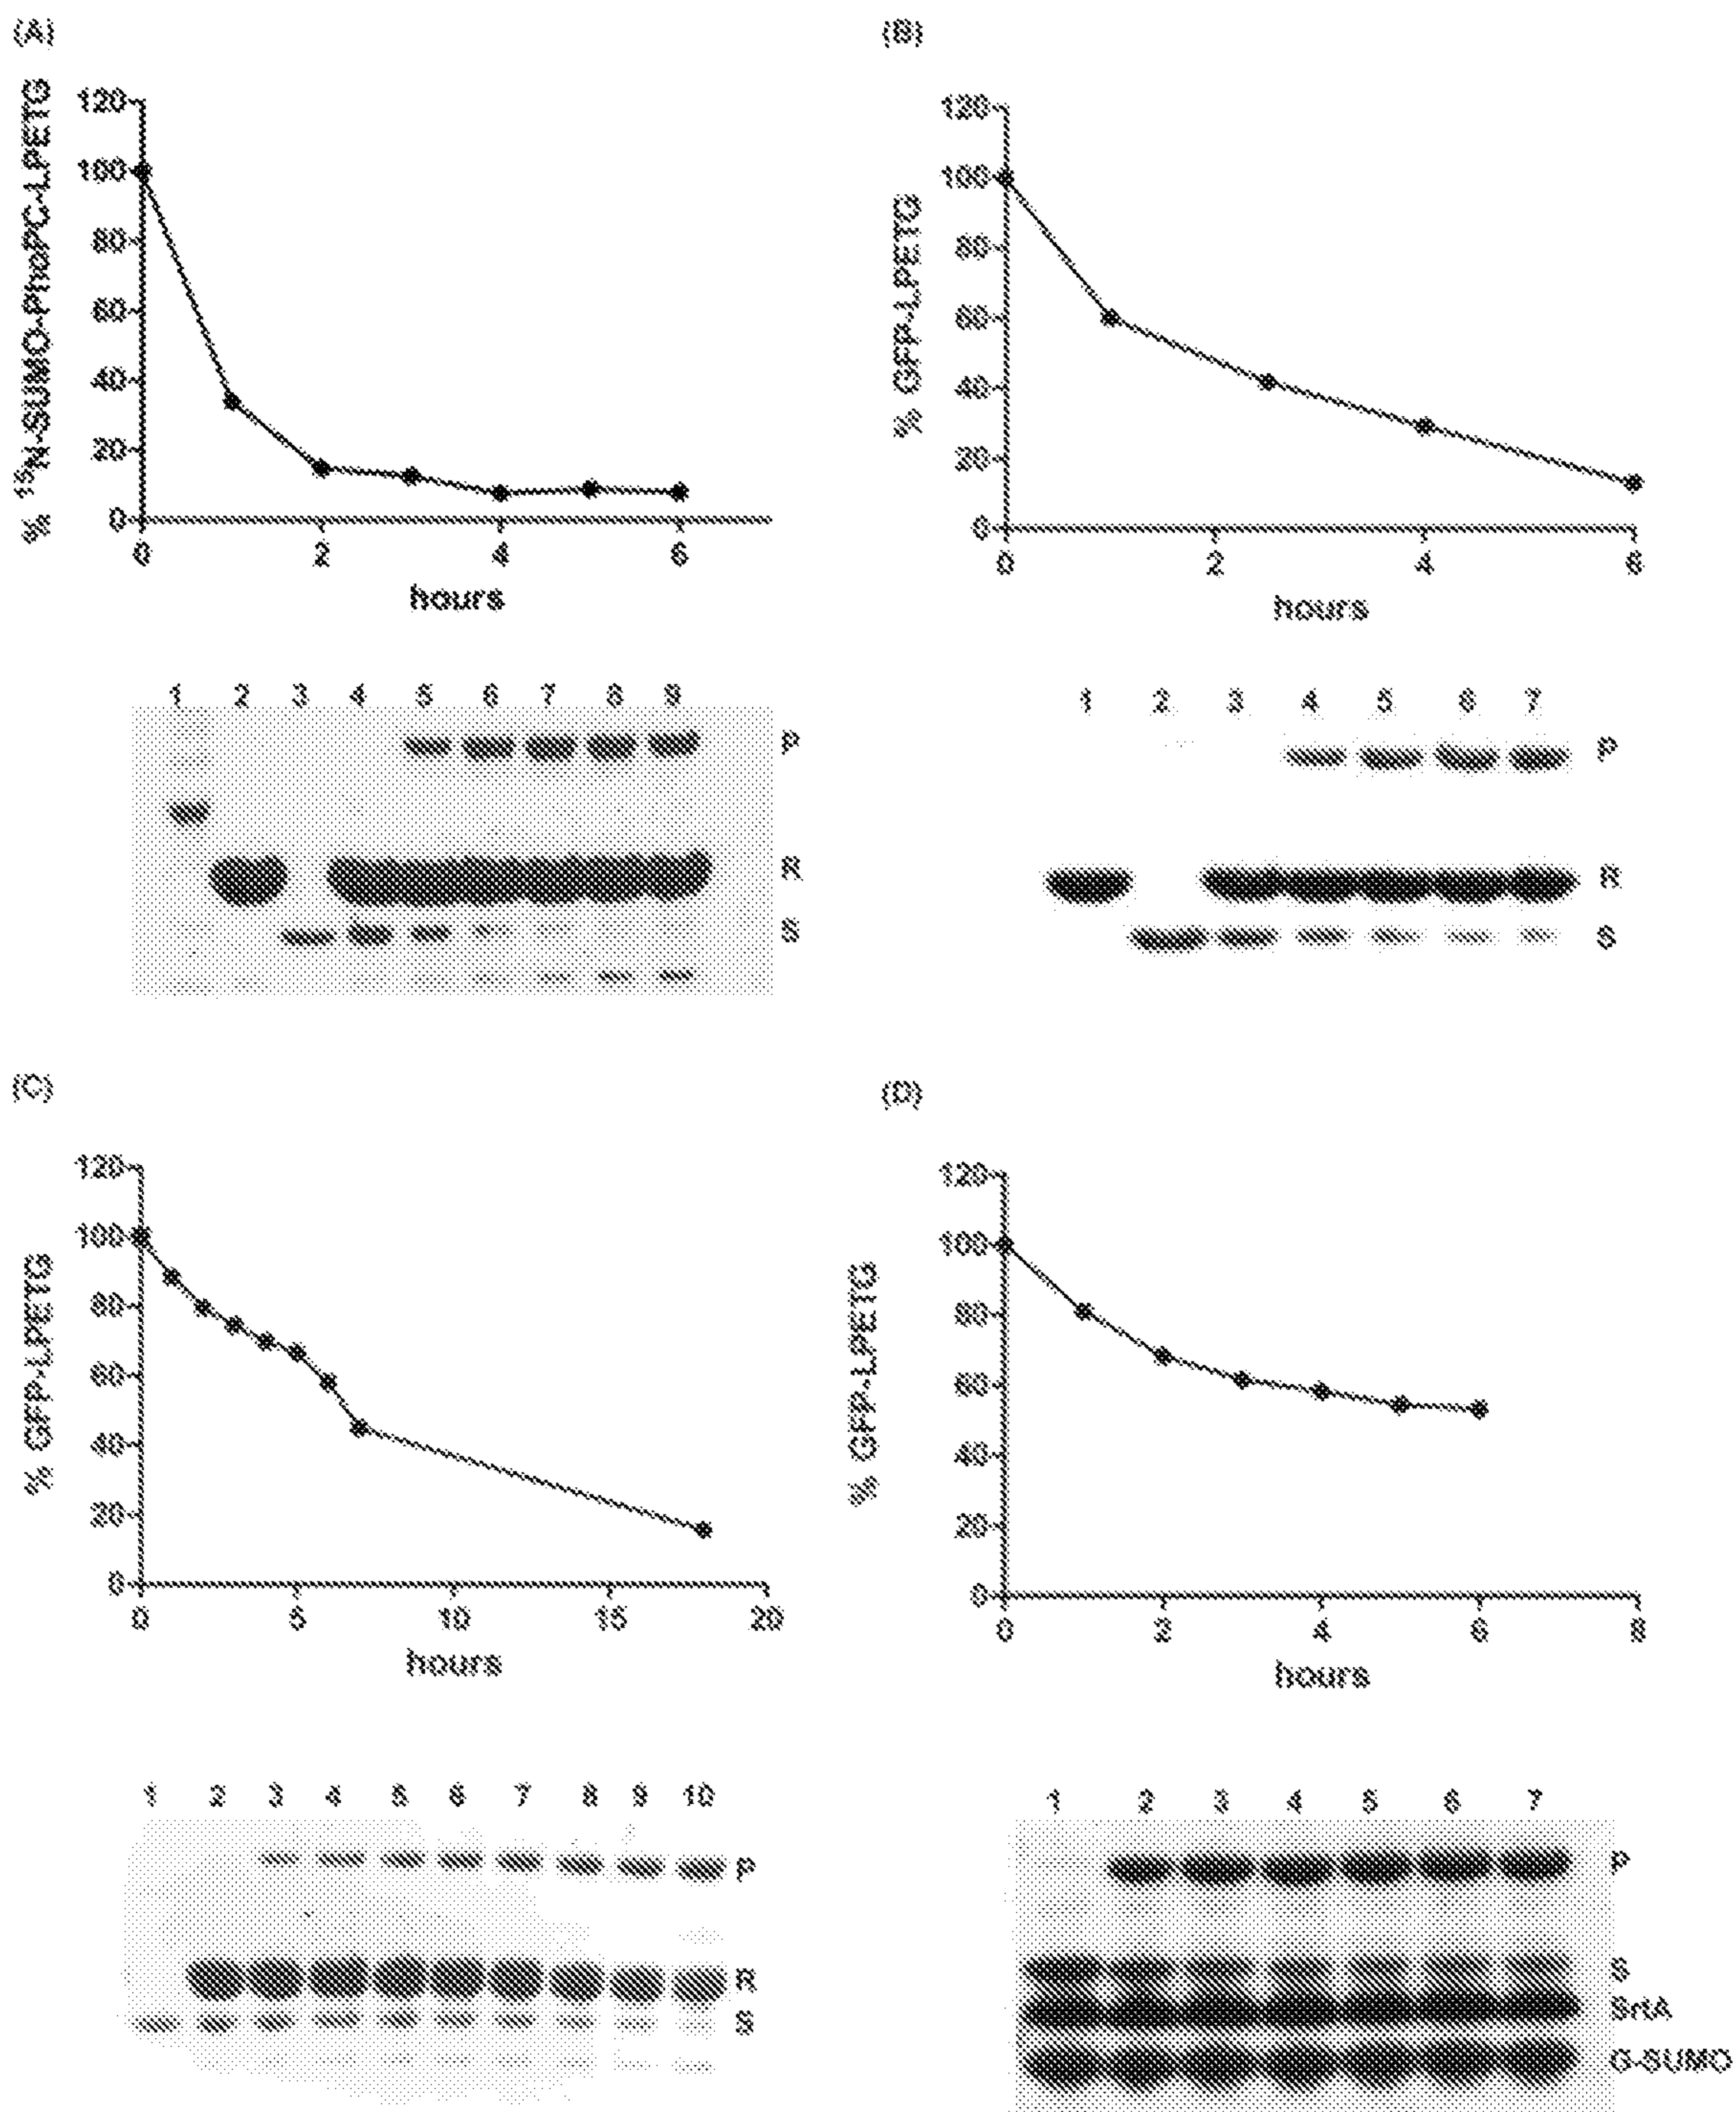 (A)
% ¹⁵N-SUMO-PhoPC-LPETG
120
100
80
60
40
20
0
0 2 4 6
hours
1 2 3 4 5 6 7 8 9
P
R
S
(B)
% GFP-LPETG
120
100
80
60
40
20
0
0 2 4 6
hours
1 2 3 4 5 6 7
P
R
S
(C)
% GFP-LPETG
120
100
80
60
40
20
0
0 5 10 15 20
hours
1 2 3 4 5 6 7 8 9 10
P
R
S
(D)
% GFP-LPETG
120
100
80
60
40
20
0
0 2 4 6 8
hours
1 2 3 4 5 6 7
P
S
SrtA
G-SUMO